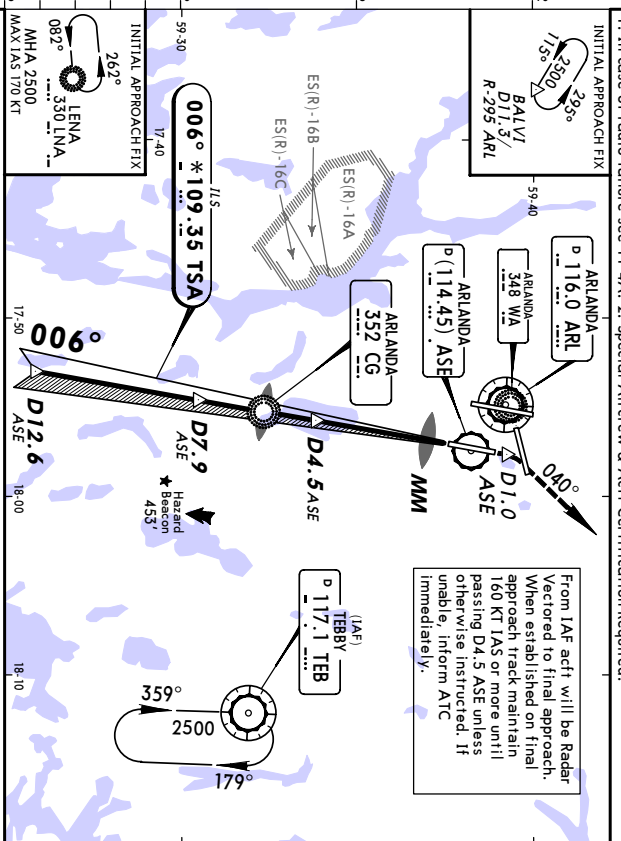 INITIAL APPROACH FIX
295°
2500
115°
BALVI
D11.3/
R-295 ARL
59-40
D 116.0 ARL
ARLANDA
348 WA
ARLANDA
D (114.45) ASE
ARLANDA
040°
D1.0
ASE
MM
From IAF acft will be Radar
Vectored to final approach.
When established on final
approach track maintain
160 KT IAS or more until
passing D4.5 ASE unless
otherwise instructed. If
unable, inform ATC
immediately.
ES(R)-16A
ES(R)-16B
ES(R)-16C
ARLANDA
352 CG
D4.5 ASE
(IAF)
TEBBY
D 117.1 TEB
359°
2500
179°
ILS
006° *109.35 TSA
D7.9
ASE
Hazard
Beacon
453'
006°
D12.6
ASE
59-30
17-40
17-50
18-00
18-10
INITIAL APPROACH FIX
262°
082°
LENA
330 LNA
MHA 2500
MAX IAS 170 KT